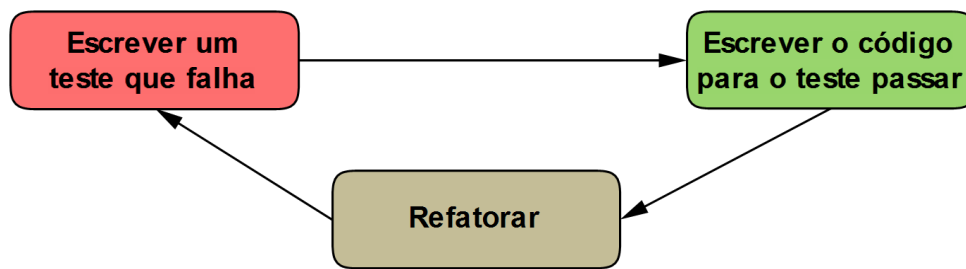 Escrever um
teste que falha
Escrever o código
para o teste passar
Refatorar